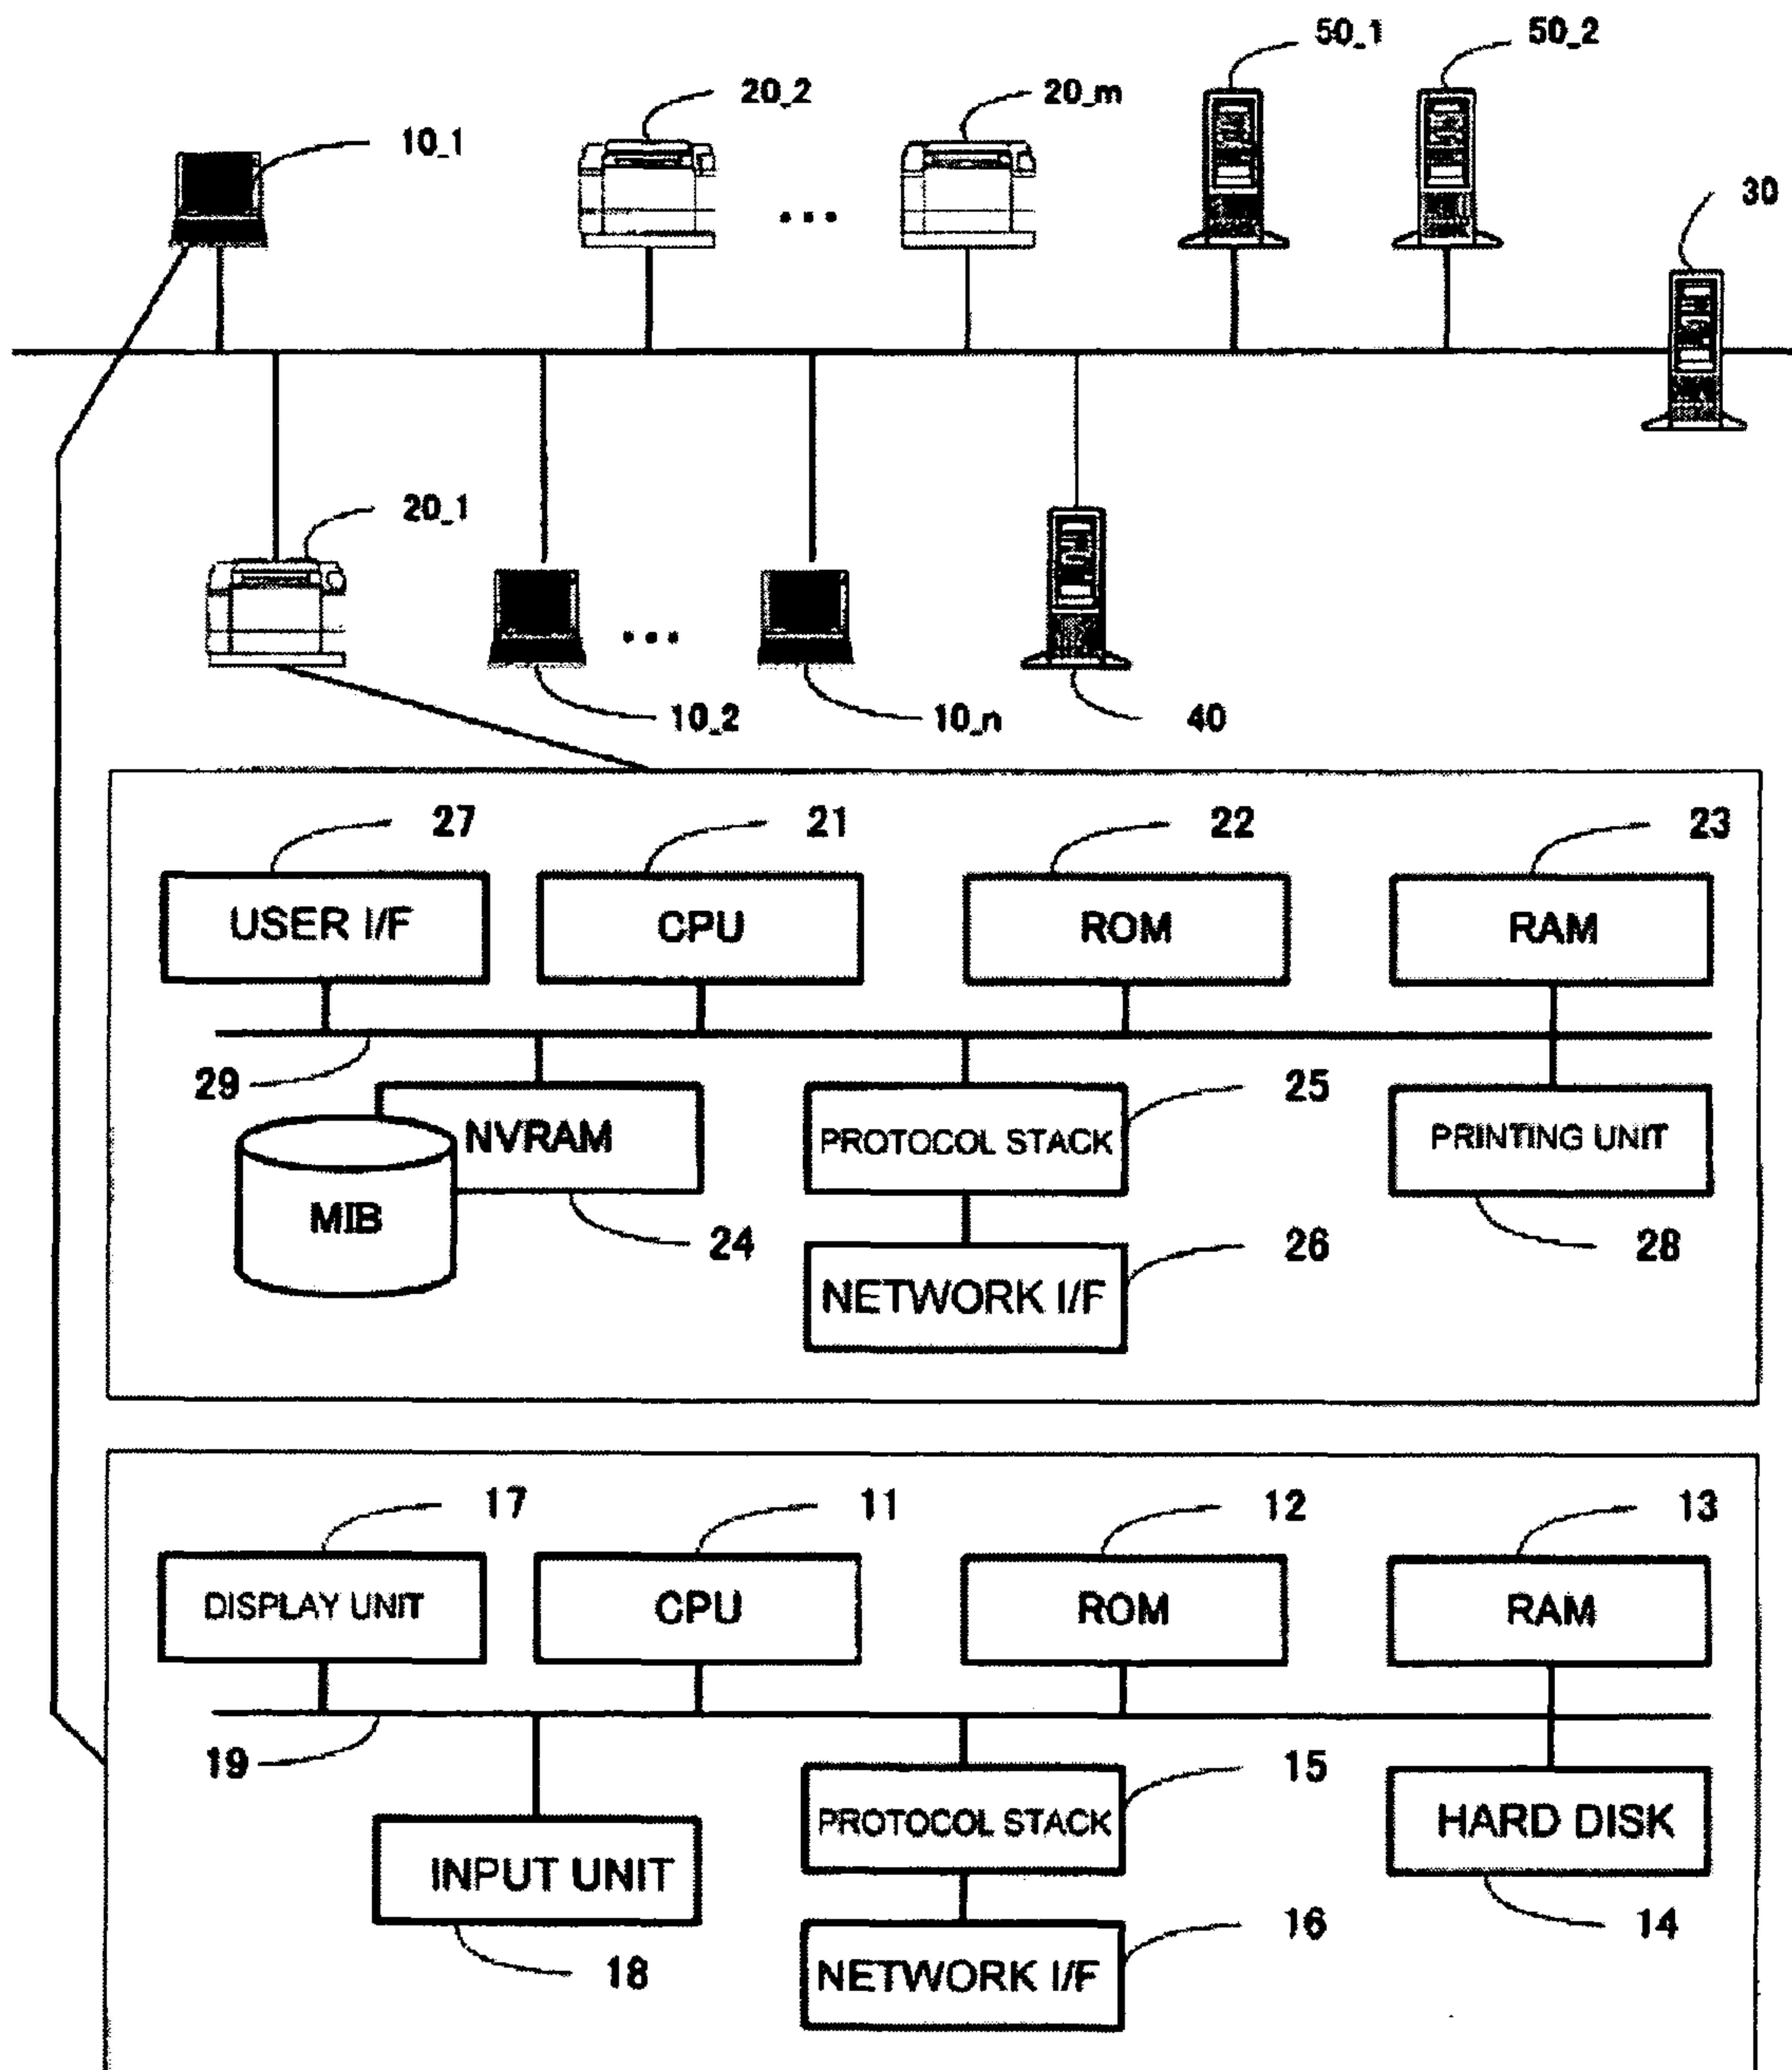 50_1 50_2
20_2 20_m
10_1
30
...
20_1
...
10_2 10_n 40
27 21 22 23
USER I/F CPU ROM RAM
29 25
NVRAM PROTOCOL STACK PRINTING UNIT
MIB
24 26 28
NETWORK I/F
17 11 12 13
DISPLAY UNIT CPU ROM RAM
19 15
PROTOCOL STACK HARD DISK
INPUT UNIT
18 16 14
NETWORK I/F